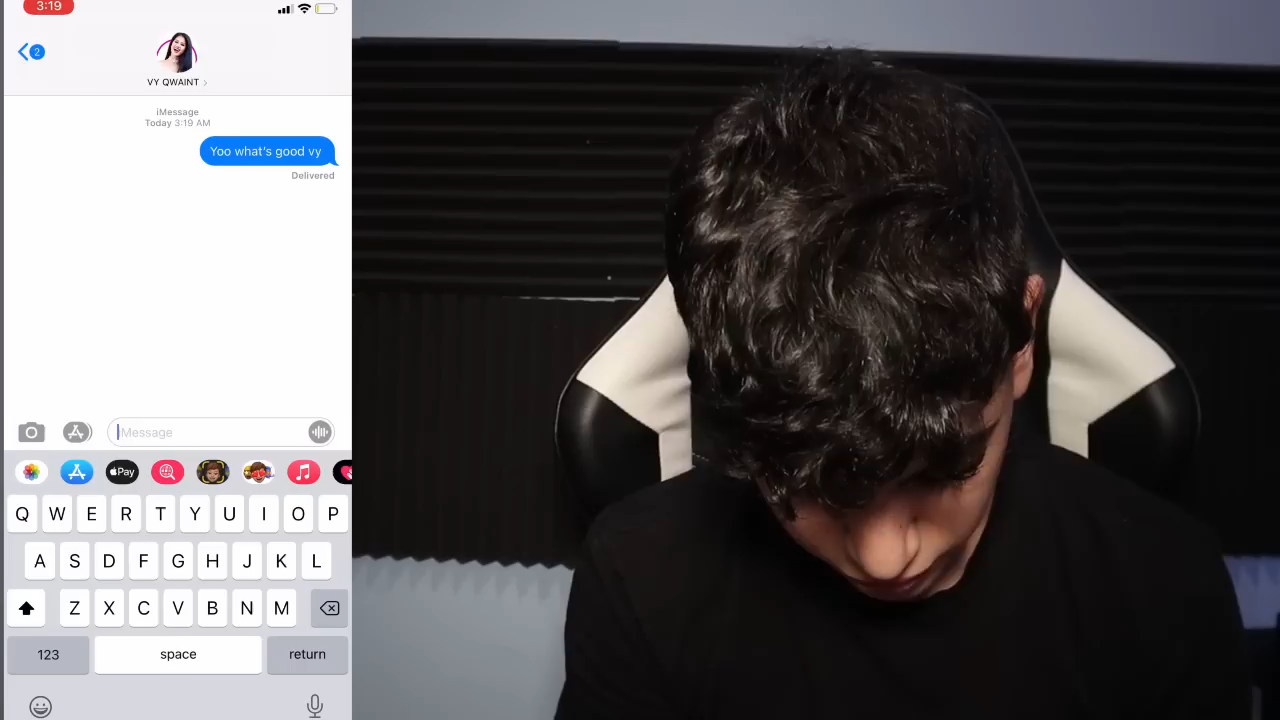 3:19
2
VY QWAINT
iMessage
Today 3:19 AM
Yoo what's good vy
Delivered
iMessage
Pay
Q W E R T Y U I O P
A S D F G H J K L
Z X C V B N M
123 space return